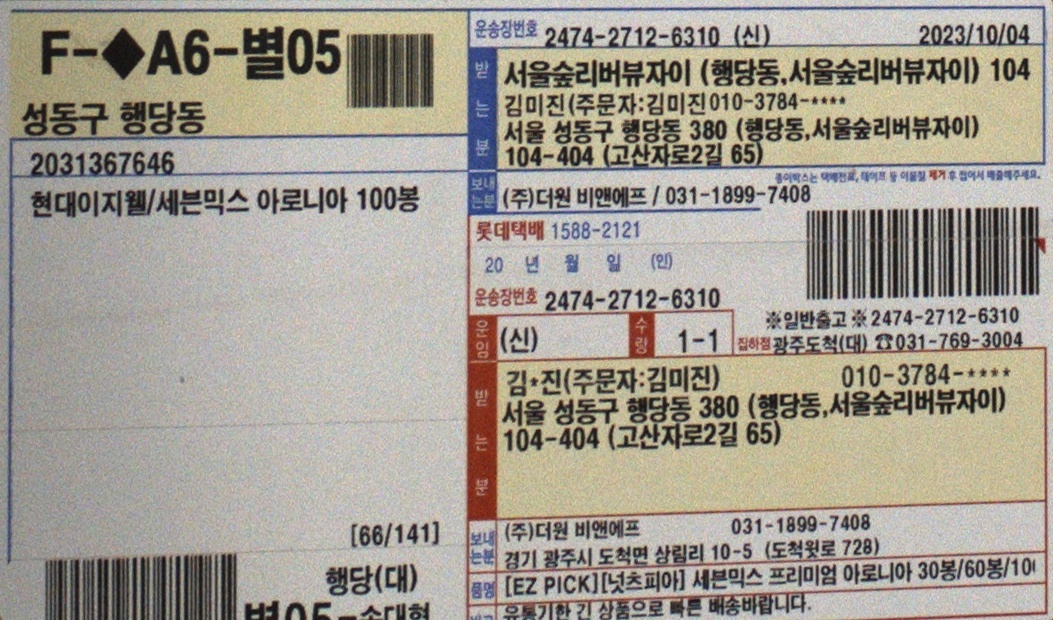 F-◆A6-별05
성동구 행당동
2031367646
현대이지웰/세븐믹스 아로니아 100봉
[66/141]
행당(대)
별05-손대형
운송장번호 2474-2712-6310 (신) 2023/10/04
받는분
서울숲리버뷰자이 (행당동,서울숲리버뷰자이) 104
김미진(주문자:김미진010-3784-****
서울 성동구 행당동 380 (행당동,서울숲리버뷰자이)
104-404 (고산자로2길 65)
종이박스는 택배전표, 테이프 등 이물질 제거 후 접어서 배출해주세요.
보내는분 (주)더원 비앤에프 / 031-1899-7408
롯데택배 1588-2121
20 년 월 일 (인)
운송장번호 2474-2712-6310
※일반출고 ※2474-2712-6310
운임 (신) 수량 1-1 집하점 광주도척(대) ☎031-769-3004
받는분
김*진(주문자:김미진) 010-3784-****
서울 성동구 행당동 380 (행당동,서울숲리버뷰자이)
104-404 (고산자로2길 65)
보내는분 (주)더원 비앤에프 031-1899-7408
경기 광주시 도척면 상림리 10-5 (도척윗로 728)
품명 [EZ PICK][넛츠피아] 세븐믹스 프리미엄 아로니아 30봉/60봉/10
유통기한 긴 상품으로 빠른 배송바랍니다.